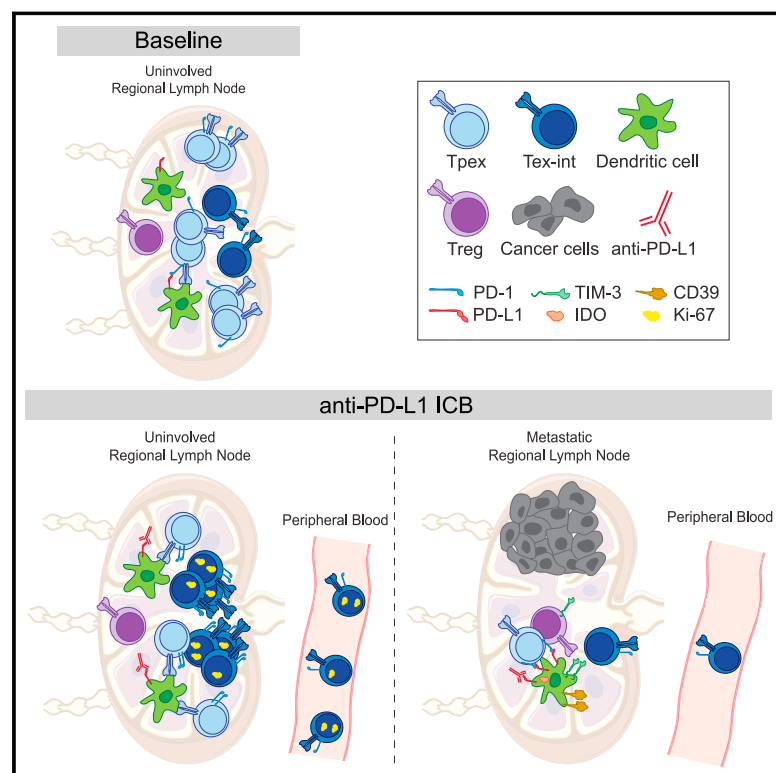 Baseline
Uninvolved
Regional Lymph Node
Tpex
Tex-int
Dendritic cell
Treg
Cancer cells
anti-PD-L1
PD-1
TIM-3
CD39
PD-L1
IDO
Ki-67
anti-PD-L1 ICB
Uninvolved
Regional Lymph Node
Peripheral Blood
Metastatic
Regional Lymph Node
Peripheral Blood